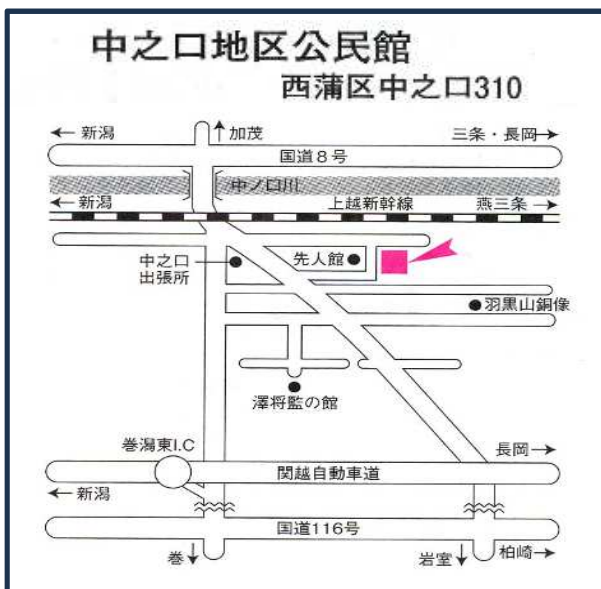 中之口地区公民館
西蒲区中之口310
← 新潟
↑ 加茂
三条・長岡→
国道8号
中ノ口川
← 新潟
上越新幹線
燕三条 →
中之口
出張所
先人館
羽黒山銅像
澤将監の館
巻潟東I.C
長岡→
関越自動車道
←新潟
国道116号
巻↓
岩室↓
柏崎→